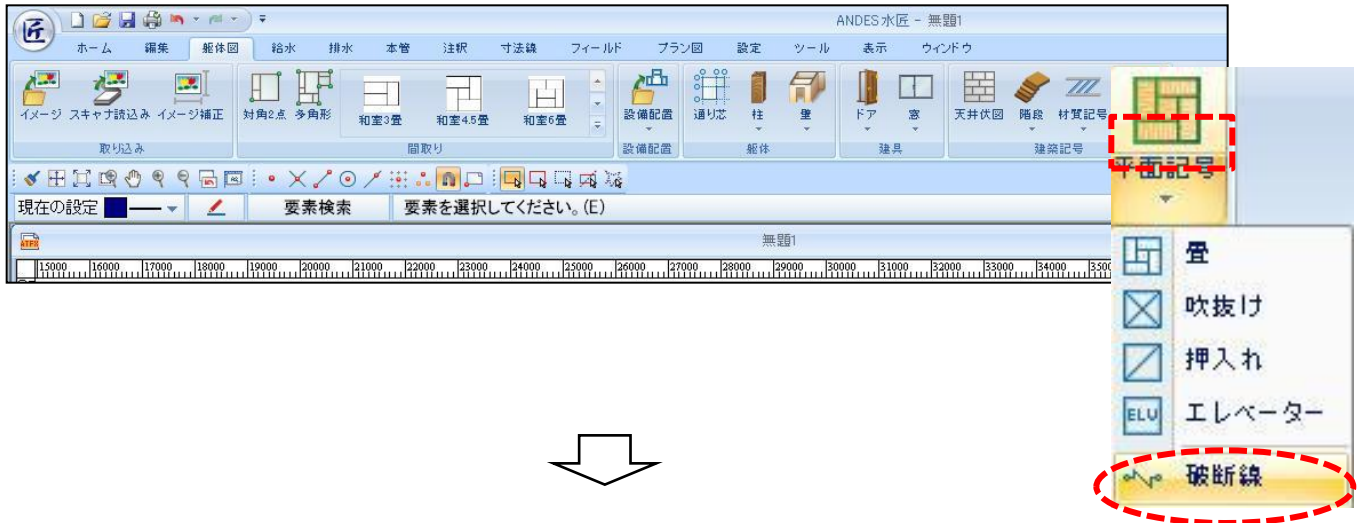 匠
ANDES水匠 - 無題1
ホーム 編集 躯体図 給水 排水 本管 注釈 寸法線 フィールド プラン図 設定 ツール 表示 ウィンドウ
イメージ スキャナ読込み イメージ補正 対角2点 多角形 和室3畳 和室4.5畳 和室6畳 設備配置 通り芯 柱 壁 ドア 窓 天井伏図 階段 材質記号
取り込み 間取り 設備配置 躯体 建具 建築記号
平面記号
現在の設定 要素検索 要素を選択してください。(E)
ATFX 無題1
15000 16000 17000 18000 19000 20000 21000 22000 23000 24000 25000 26000 27000 28000 29000 30000 31000 32000 33000 34000 3500
畳
吹抜け
押入れ
ELV エレベーター
破断線